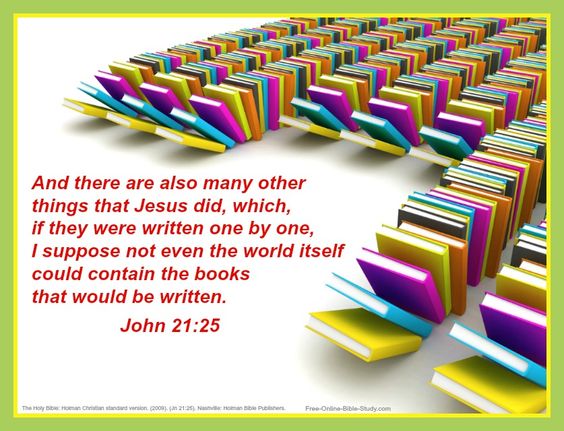 And there are also many other
things that Jesus did, which,
if they were written one by one,
I suppose not even the world itself
could contain the books
that would be written.
John 21:25
The Holy Bible: Holman Christian standard version. (2009). (Jn 21:25). Nashville: Holman Bible Publishers.
Free-Online-Bible-Study.com